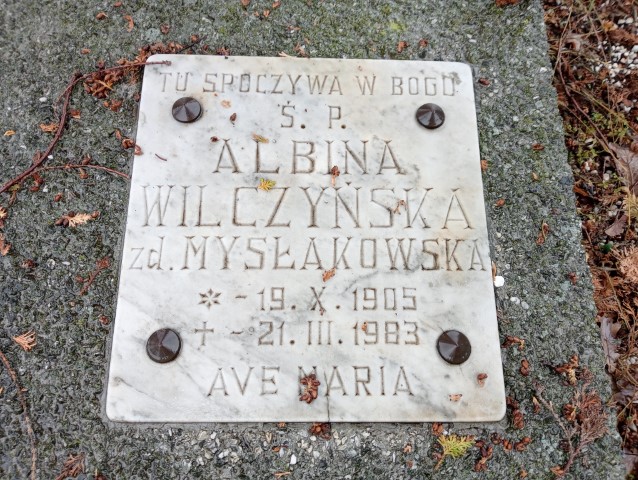 TU SPOCZYWA W BOGU
Ś. P.
ALBINA
WILCZYŃSKA
zd. MYSŁAKOWSKA
* - 19. X. 1905
+ - 21. III. 1983
AVE MARIA